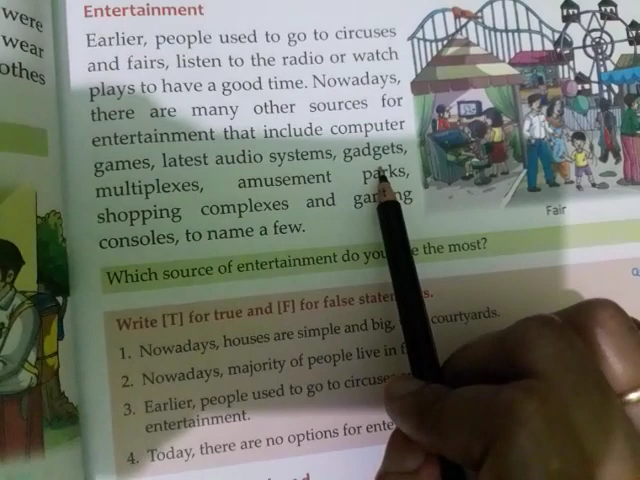 were
wear
othes
Entertainment
Earlier, people used to go to circuses
and fairs, listen to the radio or watch
plays to have a good time. Nowadays,
there are many other sources for
entertainment that include computer
games, latest audio systems, gadgets,
multiplexes, amusement parks,
shopping complexes and gaming
consoles, to name a few.
Fair
Which source of entertainment do you the most?
Write [T] for true and [F] for false statements.
1. Nowadays, houses are simple and big, courtyards.
2. Nowadays, majority of people live in
3. Earlier, people used to go to circuses
entertainment.
4. Today, there are no options for